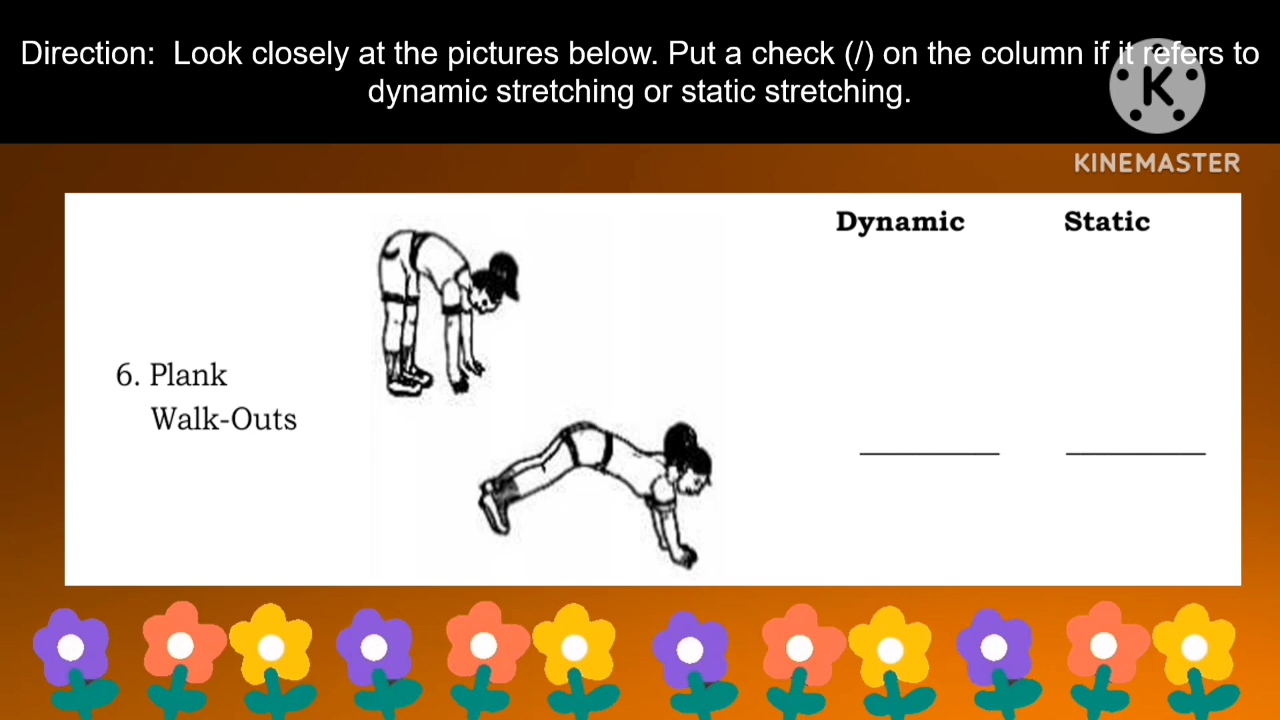 Direction:  Look closely at the pictures below. Put a check (/) on the column if it refers to
dynamic stretching or static stretching.
K
KINEMASTER
Dynamic Static
6. Plank
Walk-Outs